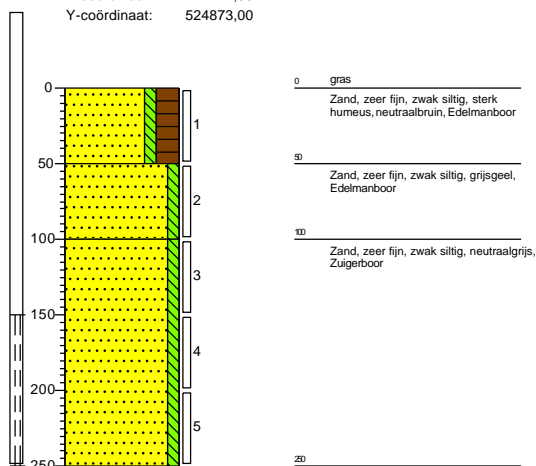 Y-coördinaat: 524873,00
0
50
100
150
200
250
1
2
3
4
5
0 gras
Zand, zeer fijn, zwak siltig, sterk
humeus, neutraalbruin, Edelmanboor
50
Zand, zeer fijn, zwak siltig, grijsgeel,
Edelmanboor
100
Zand, zeer fijn, zwak siltig, neutraalgrijs,
Zuigerboor
250